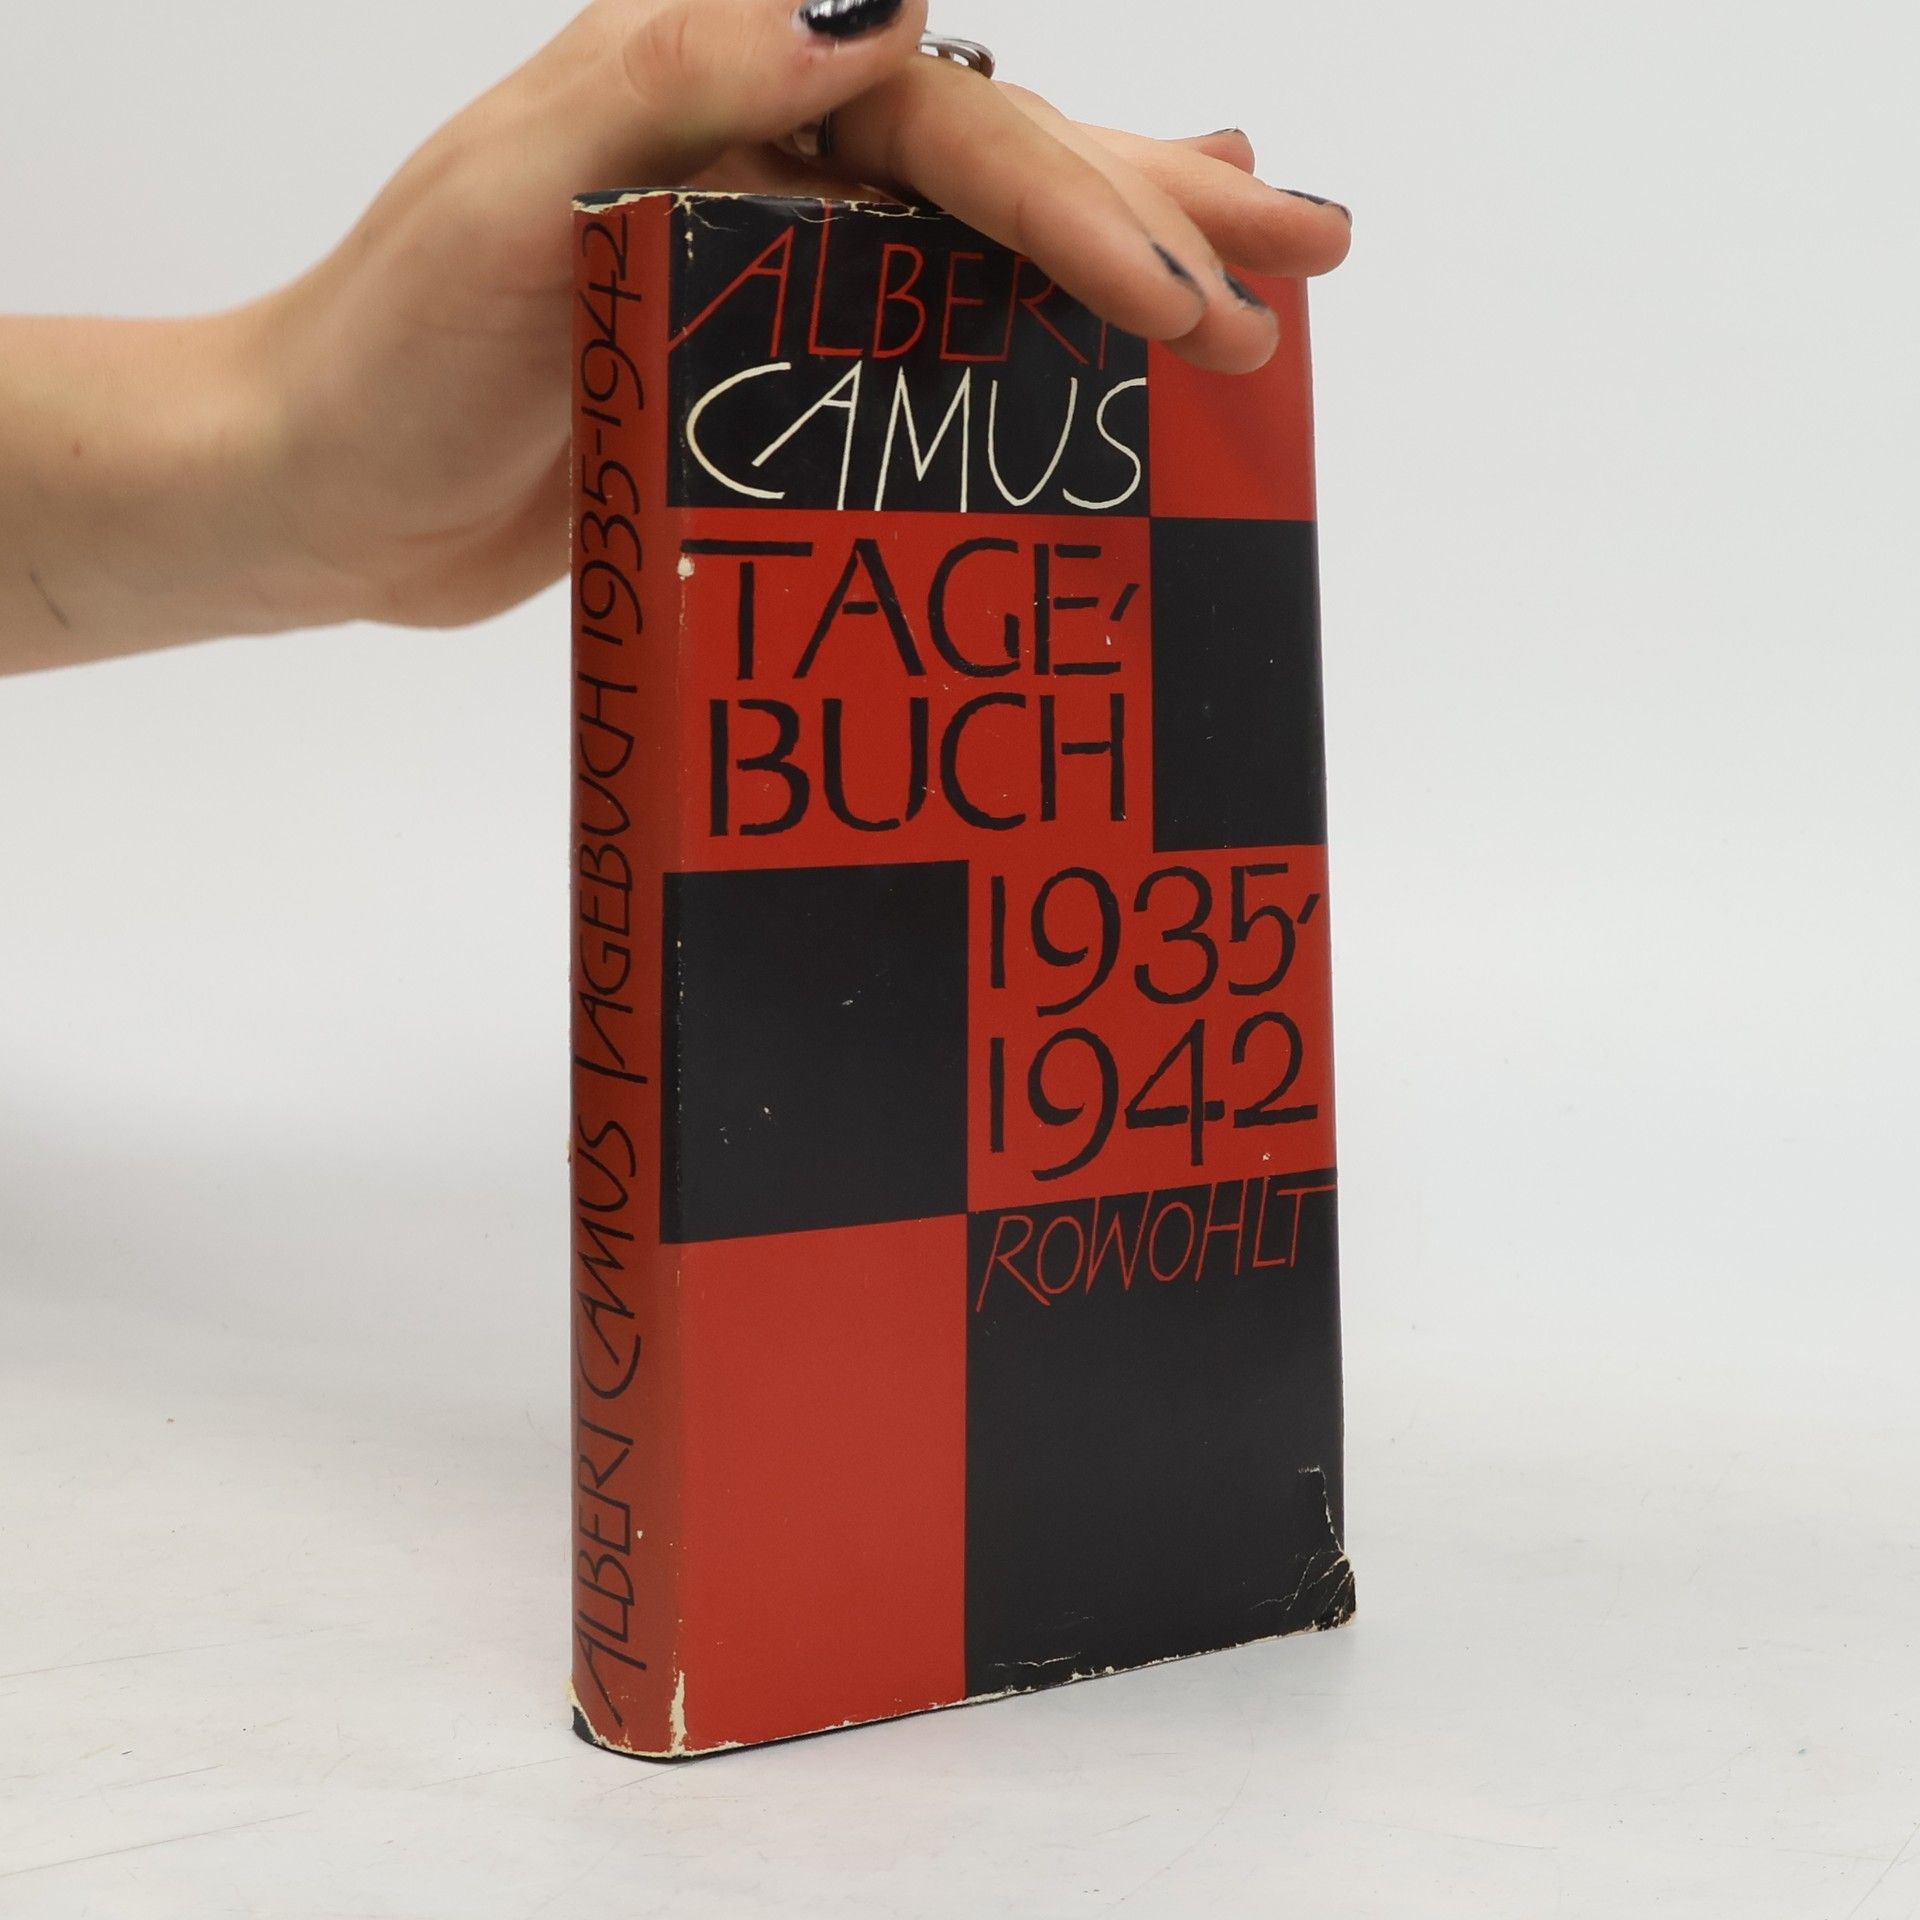 ALBERT CAMUS TAGEBUCH 1935-1942
ALBERT
CAMUS
TAGE-
BUCH
1935-
1942
ROWOHLT